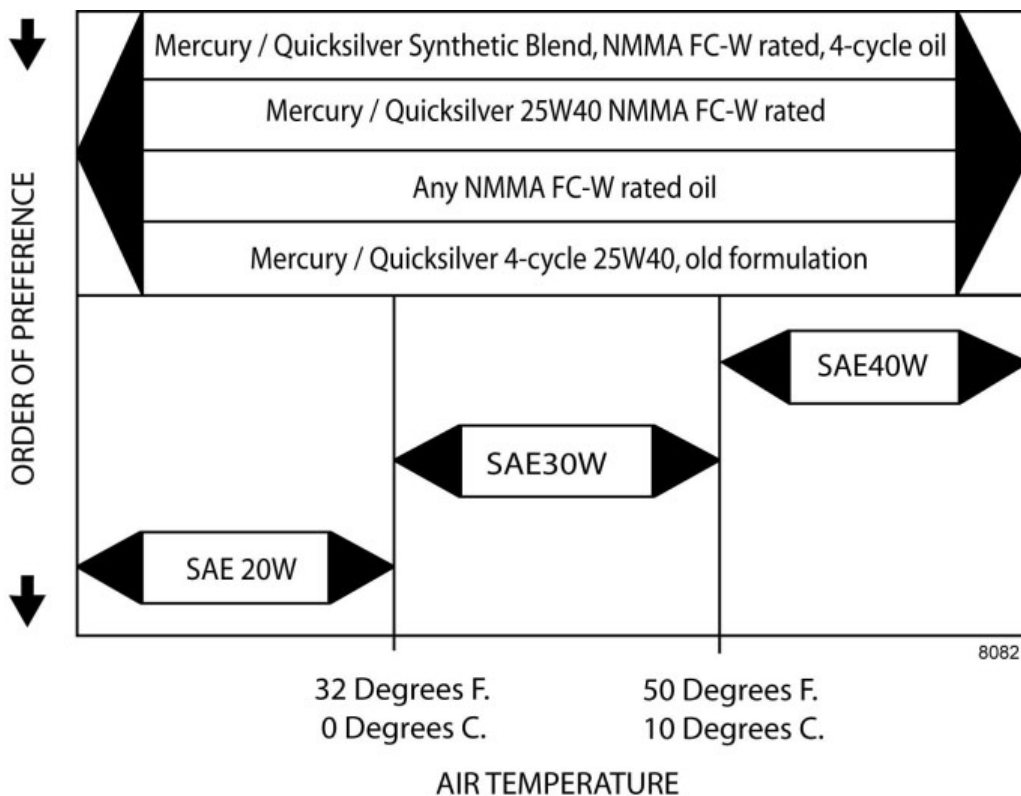 Mercury / Quicksilver Synthetic Blend, NMMA FC-W rated, 4-cycle oil
Mercury / Quicksilver 25W40 NMMA FC-W rated
Any NMMA FC-W rated oil
Mercury / Quicksilver 4-cycle 25W40, old formulation
ORDER OF PREFERENCE
SAE40W
SAE30W
SAE 20W
8082
32 Degrees F.
0 Degrees C.
50 Degrees F.
10 Degrees C.
AIR TEMPERATURE